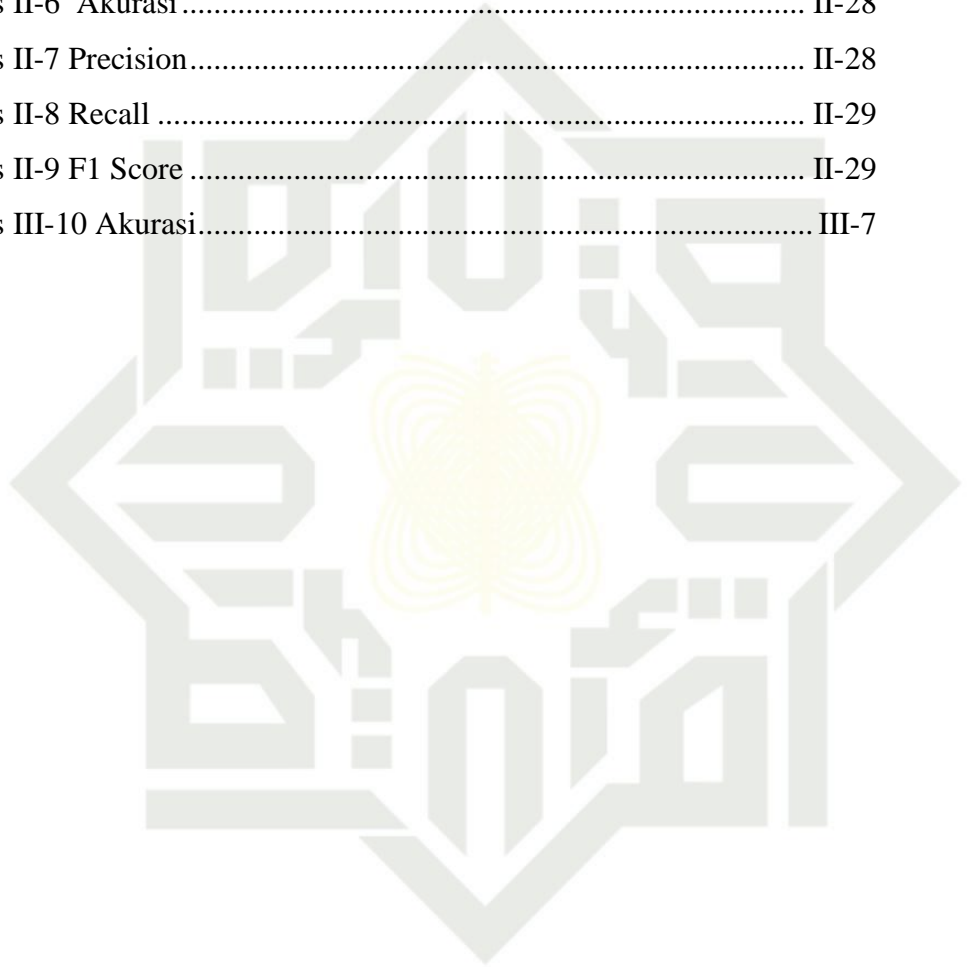 s II-6 Akurasi ............................................................................. II-28
s II-7 Precision ............................................................................. II-28
s II-8 Recall ................................................................................. II-29
s II-9 F1 Score ............................................................................. II-29
s III-10 Akurasi ............................................................................. III-7